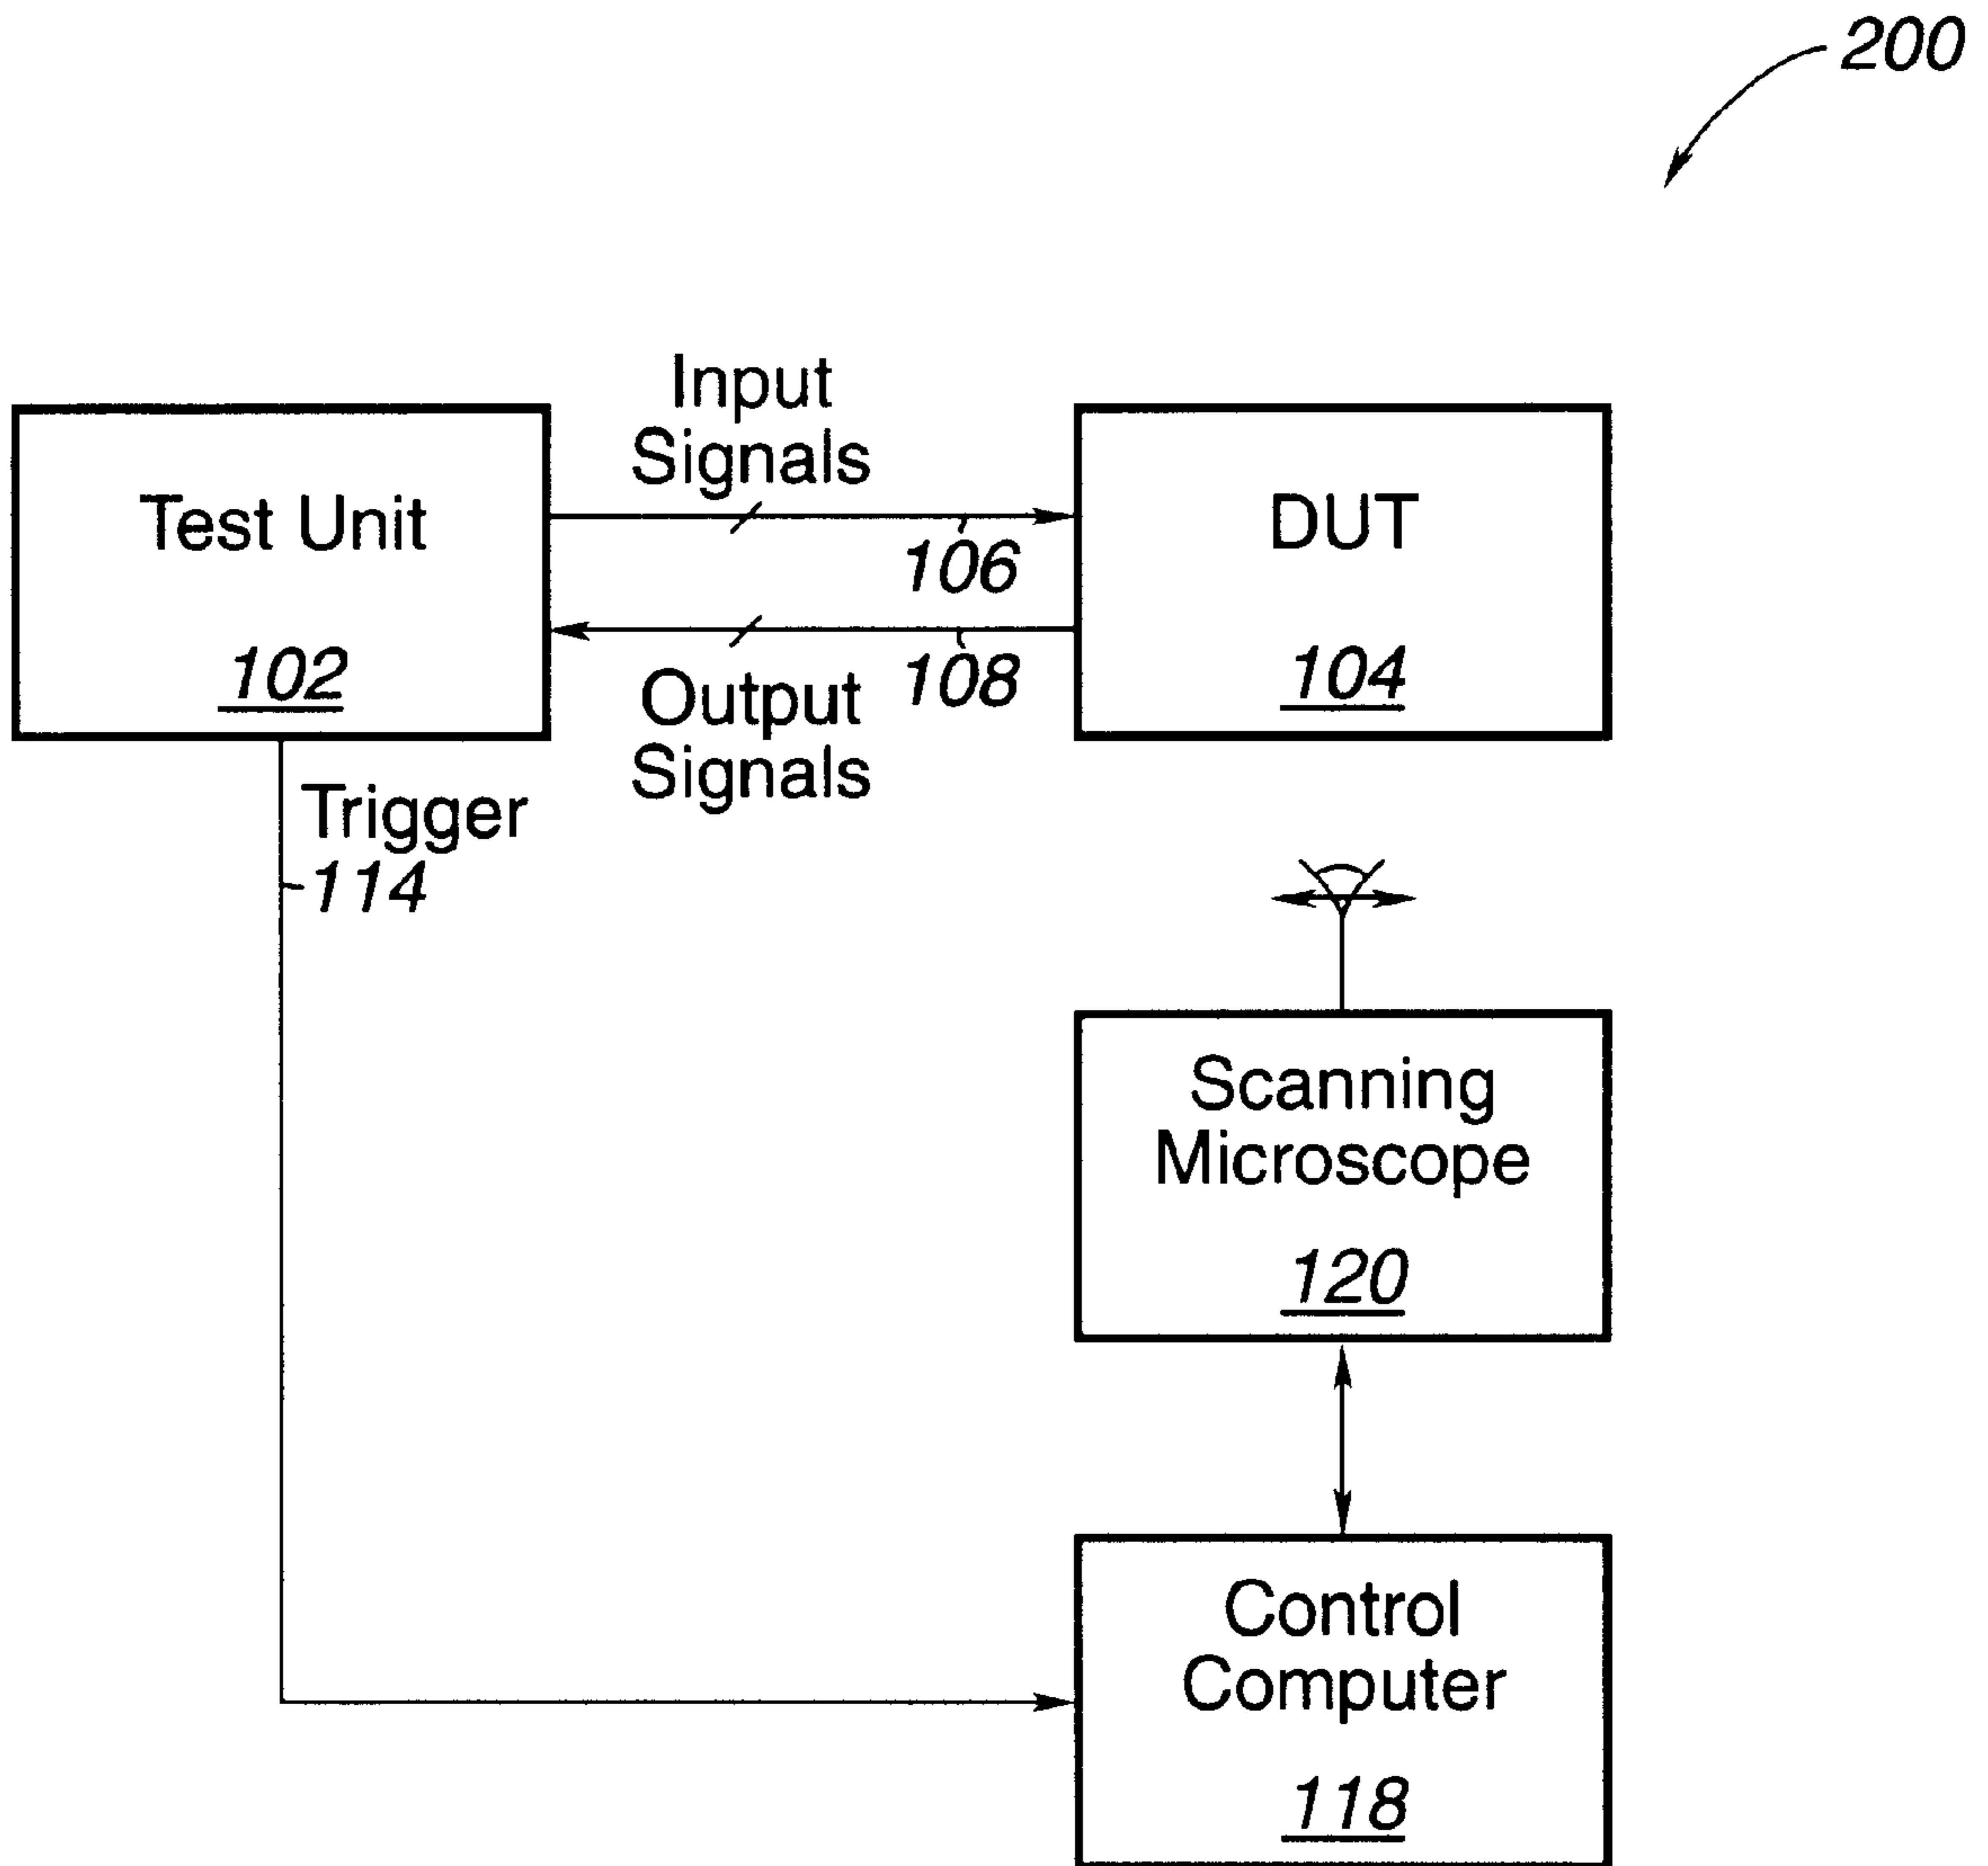 200
Input
Signals
Test Unit
DUT
106
102
108
104
Output
Signals
Trigger
114
Scanning
Microscope
120
Control
Computer
118